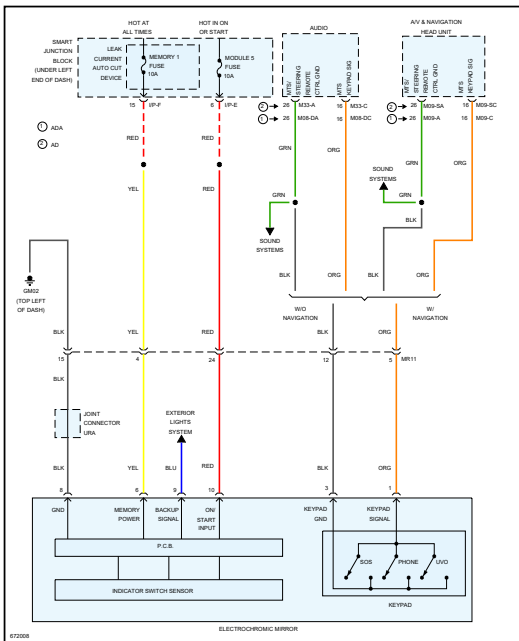 HOT AT
ALL TIMES
HOT IN ON
OR START
AUDIO
A/V & NAVIGATION
HEAD UNIT
SMART
JUNCTION
BLOCK
(UNDER LEFT
END OF DASH)
LEAK
CURRENT
AUTO CUT
DEVICE
MEMORY 1
FUSE
10A
MODULE 5
FUSE
10A
MTS/
STEERING
REMOTE
CTRL GND
MTS
KEYPAD SIG
MTS/
STEERING
REMOTE
CTRL GND
MTS
KEYPAD SIG
15 I/P-F
6 I/P-E
2 26 M33-A
16 M33-C
2 26 M09-SA
16 M09-SC
1 26 M08-DA
16 M08-DC
1 26 M09-A
16 M09-C
1 ADA
2 AD
RED
RED
GRN
ORG
GRN
ORG
SOUND
SYSTEMS
YEL
RED
GRN
GRN
BLK
SOUND
SYSTEMS
BLK
ORG
BLK
ORG
GM02
(TOP LEFT
OF DASH)
W/O
NAVIGATION
W/
NAVIGATION
BLK
YEL
RED
BLK
ORG
15
4
24
12
5
MR11
BLK
JOINT
CONNECTOR
URA
EXTERIOR
LIGHTS
SYSTEM
BLK
YEL
BLU
RED
BLK
ORG
8
6
9
10
3
1
GND
MEMORY
POWER
BACKUP
SIGNAL
ON/
START
INPUT
KEYPAD
GND
KEYPAD
SIGNAL
P.C.B.
SOS
PHONE
UVO
INDICATOR SWITCH SENSOR
KEYPAD
ELECTROCHROMIC MIRROR
672008